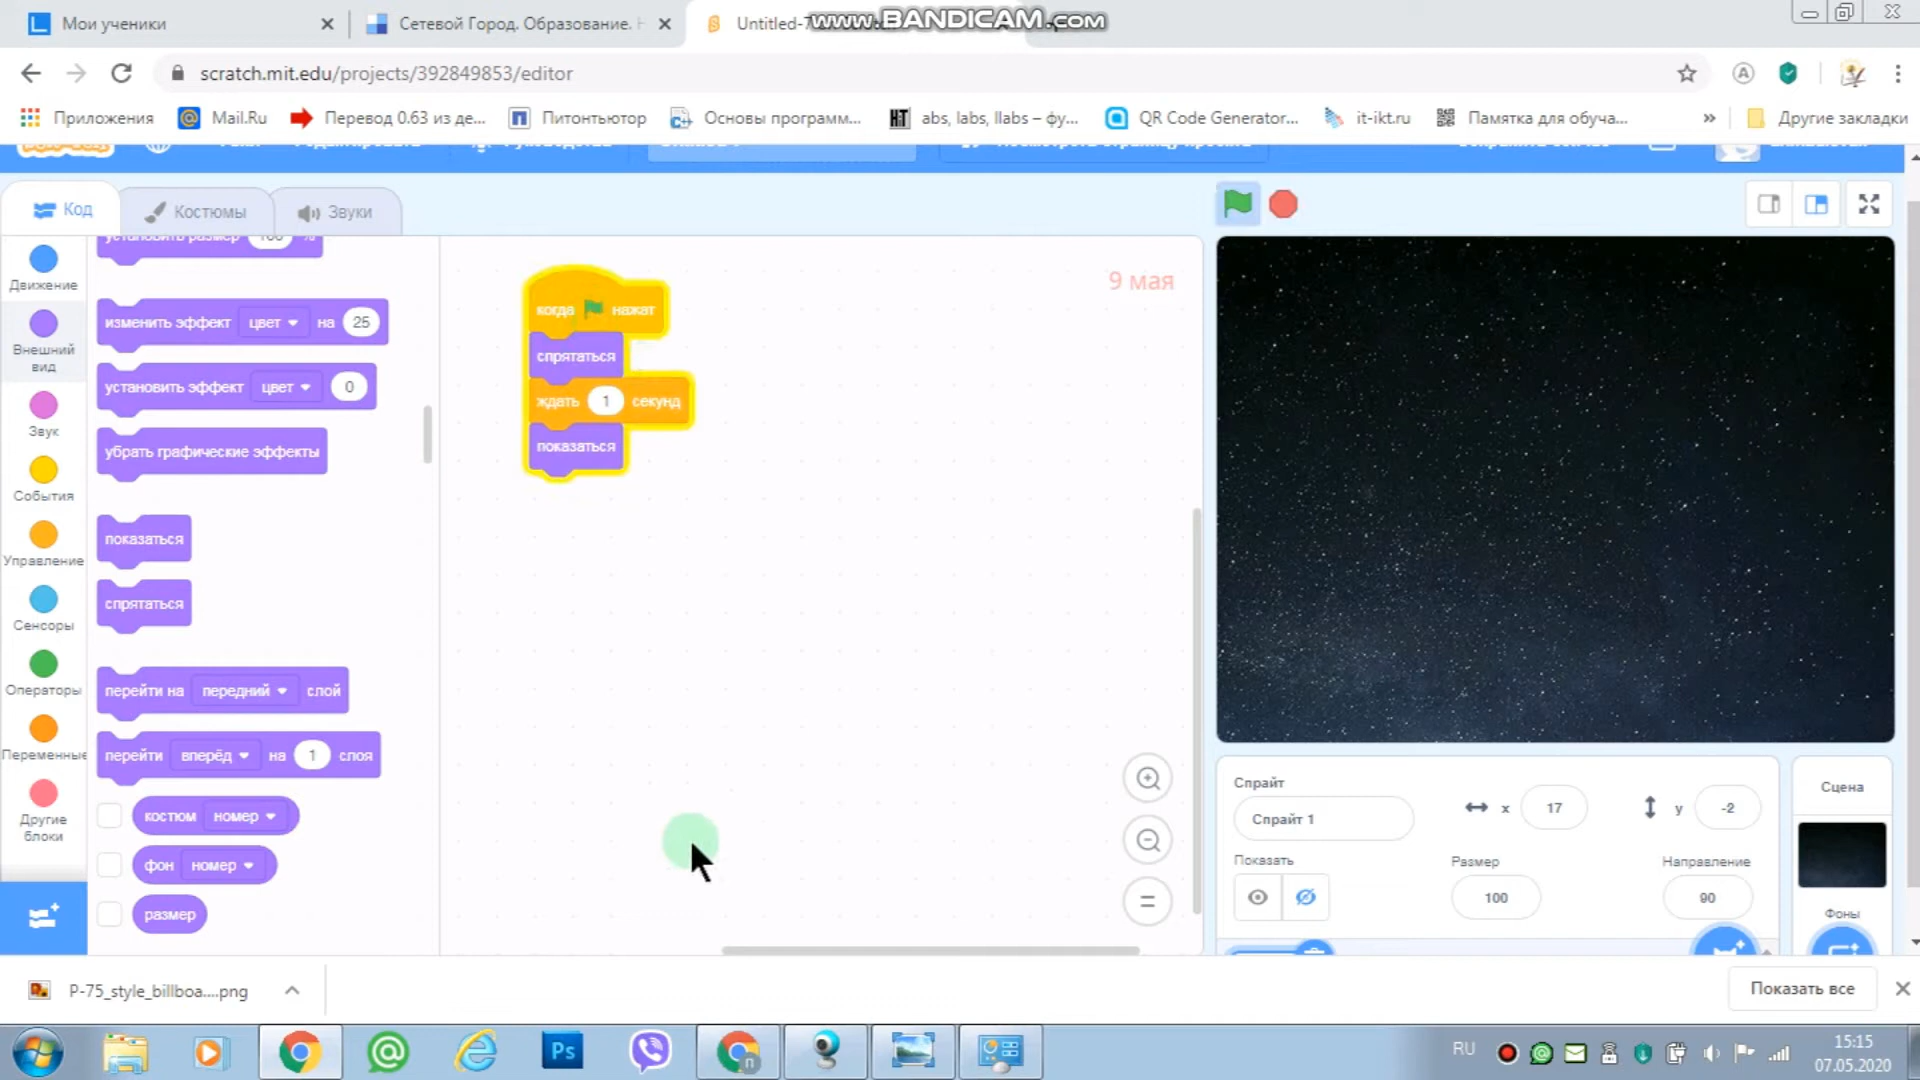 Мои ученики
Сетевой Город. Образование. Н
Untitled-7
www.BANDICAM.com
scratch.mit.edu/projects/392849853/editor
Приложения
Mail.Ru
Перевод 0.63 из де...
Питонтьютор
Основы программ...
abs, labs, llabs – фу...
QR Code Generator...
it-ikt.ru
Памятка для обуча...
»
Другие закладки
Код
Костюмы
Звуки
Движение
Внешний
вид
Звук
События
Управление
Сенсоры
Операторы
Переменные
Другие
блоки
установить размер 100 %
изменить эффект цвет на 25
установить эффект цвет 0
убрать графические эффекты
показаться
спрятаться
перейти на передний слой
перейти вперёд на 1 слоя
костюм номер
фон номер
размер
когда нажат
спрятаться
ждать 1 секунд
показаться
9 мая
Спрайт
Спрайт 1
x 17
y -2
Показать
Размер
100
Направление
90
Сцена
Фоны
P-75_style_billboa....png
Показать все
Ps
RU
15:15
07.05.2020